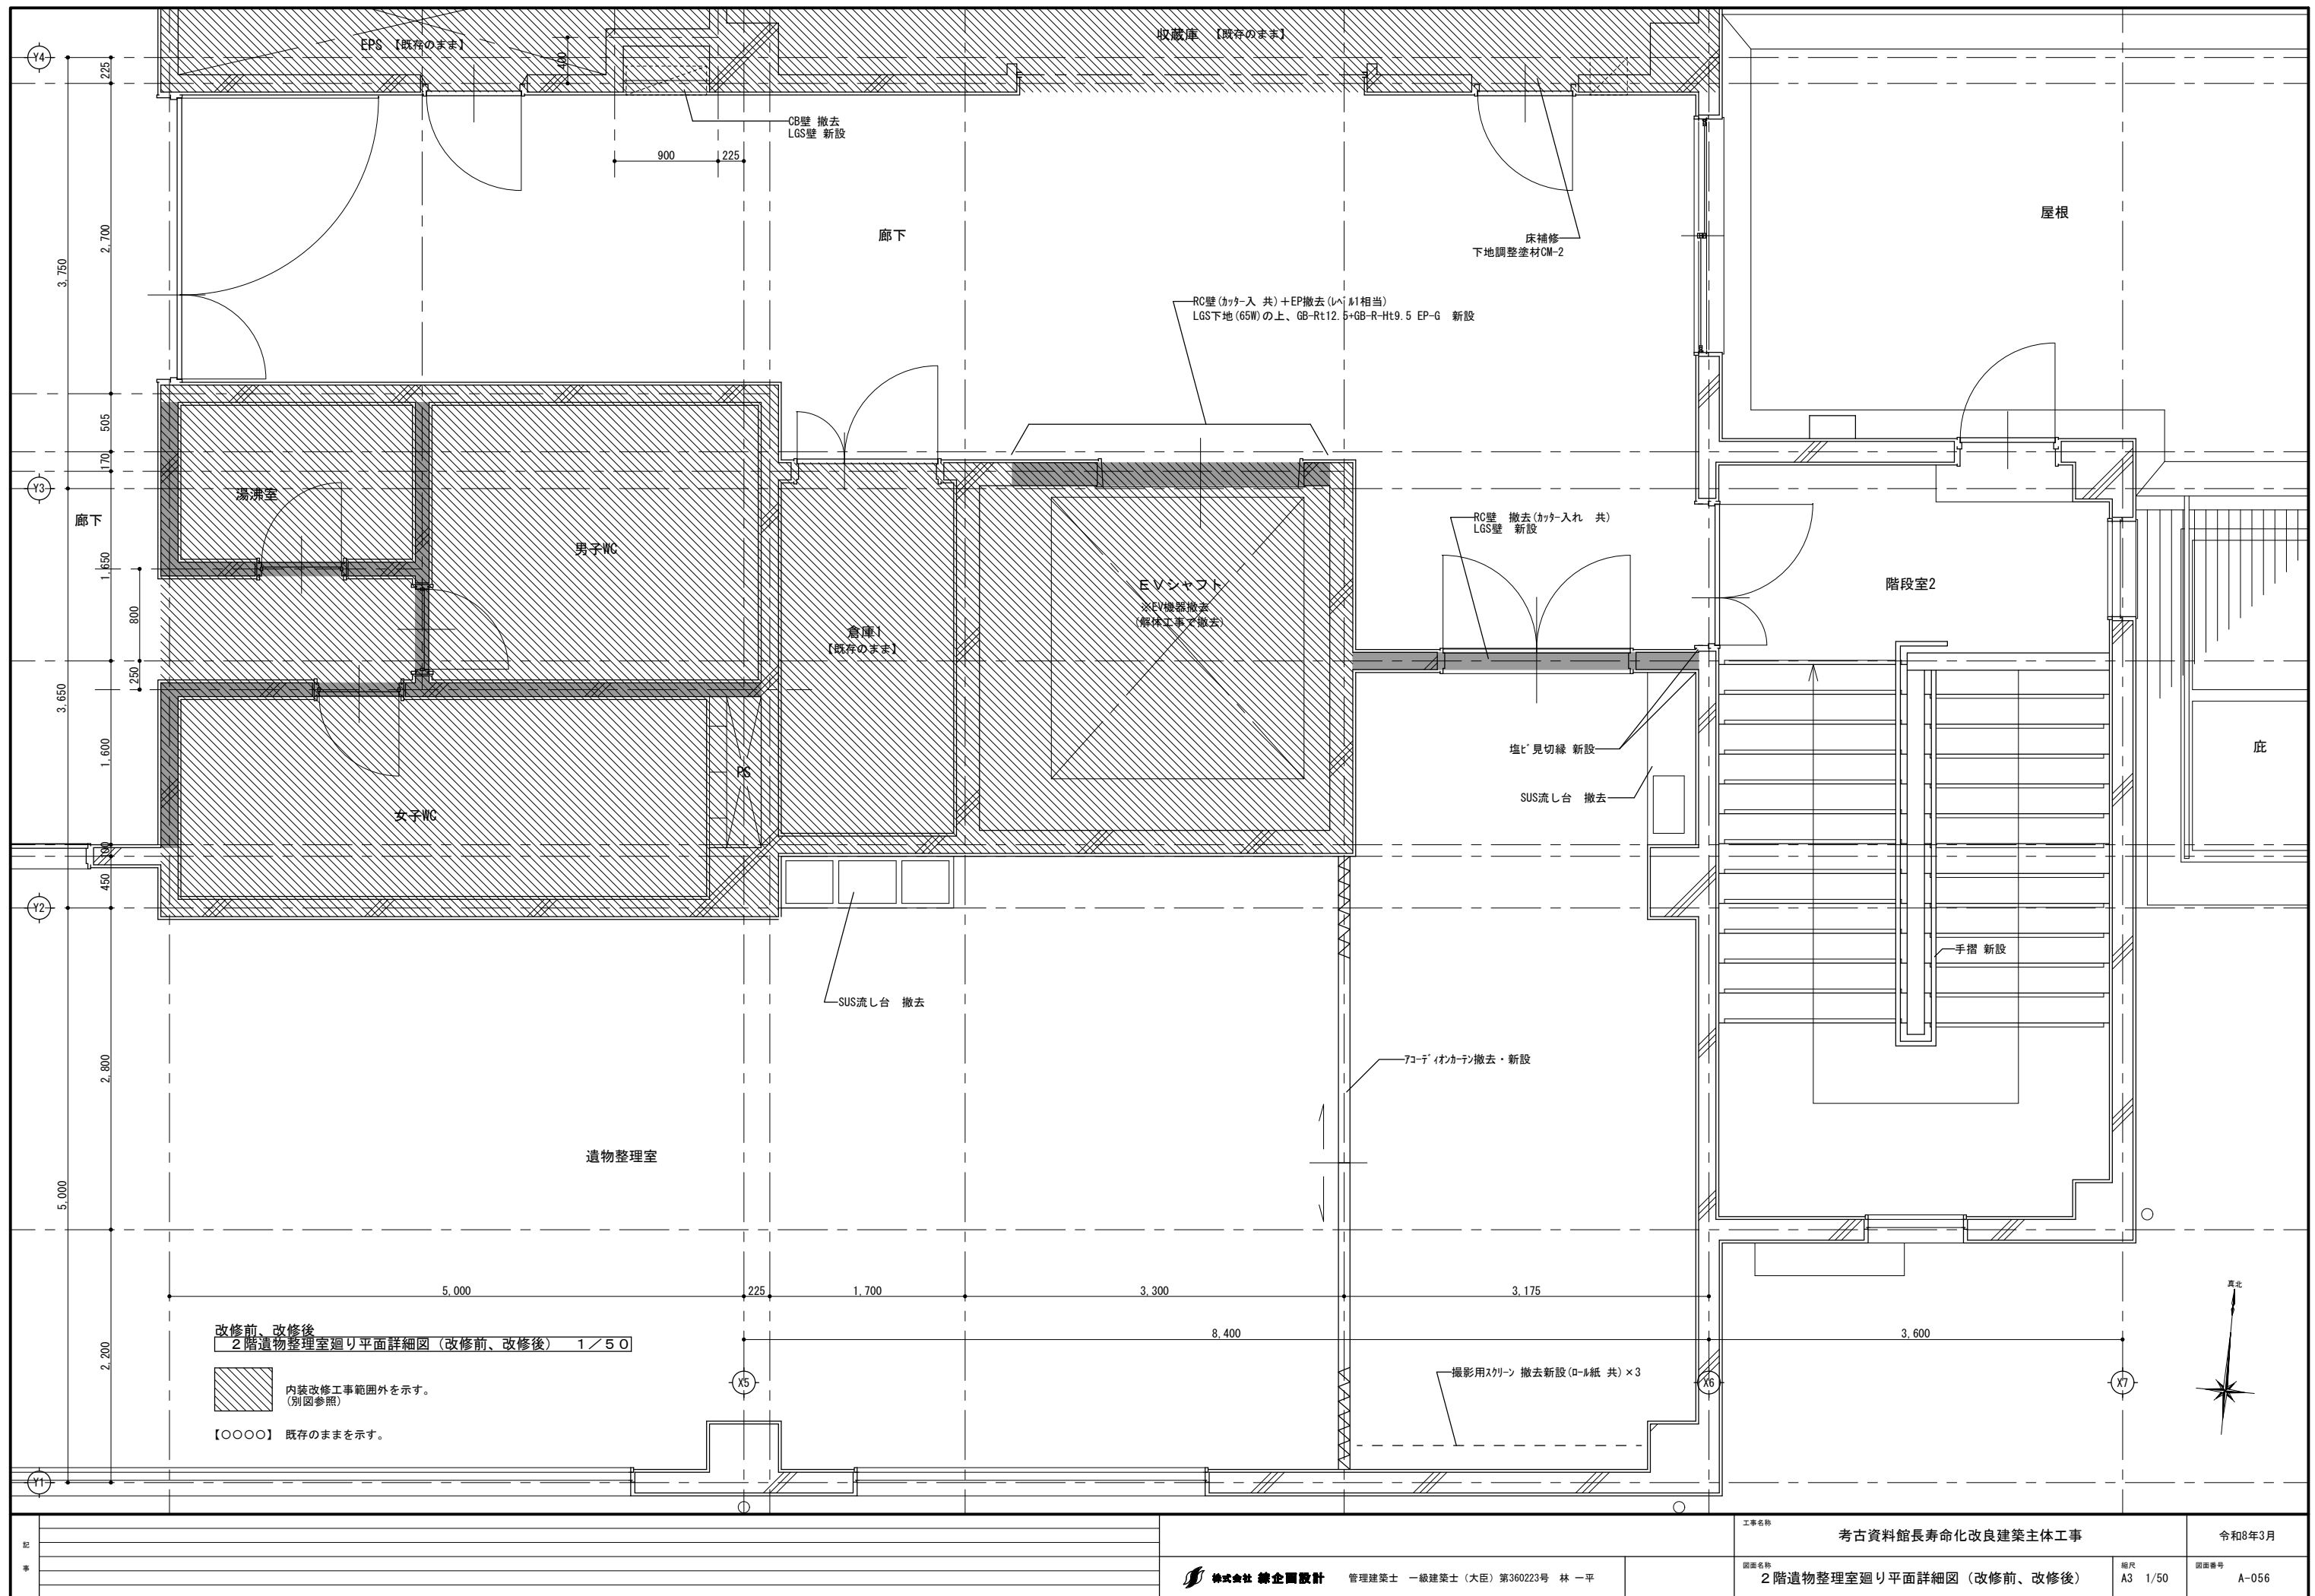 EPS 【既存のまま】
収蔵庫 【既存のまま】
Y4
225
400
CB壁 撤去
LGS壁 新設
900
225
2,700
3,750
廊下
床補修
下地調整塗材CM-2
屋根
RC壁(ｶｯﾀｰ入 共)＋EP撤去(ﾚﾍﾞﾙ1相当)
LGS下地(65W)の上、GB-Rt12.5+GB-R-Ht9.5 EP-G 新設
505
170
Y3
廊下
湯沸室
男子WC
RC壁 撤去(ｶｯﾀｰ入れ 共)
LGS壁 新設
EVシャフト
※EV機器撤去
(解体工事で撤去)
階段室2
倉庫1
【既存のまま】
1,650
800
250
3,650
1,600
塩ﾋﾞ見切縁 新設
庇
PS
SUS流し台 撤去
女子WC
100
450
Y2
手摺 新設
SUS流し台 撤去
2,800
ｱｺｰﾃﾞｨｵﾝｶｰﾃﾝ撤去・新設
遺物整理室
5,000
5,000
225
1,700
3,300
3,175
真北
8,400
3,600
改修前、改修後
２階遺物整理室廻り平面詳細図（改修前、改修後） １／５０
2,200
X5
撮影用ｽｸﾘｰﾝ 撤去新設(ﾛｰﾙ紙 共)×3
X6
X7
内装改修工事範囲外を示す。
(別図参照)
【○○○○】 既存のままを示す。
Y1
記
事
工事名称
考古資料館長寿命化改良建築主体工事
令和8年3月
株式会社 綜企画設計
管理建築士 一級建築士（大臣）第360223号 林 一平
図面名称
２階遺物整理室廻り平面詳細図（改修前、改修後）
縮尺
A3 1/50
図面番号
A-056